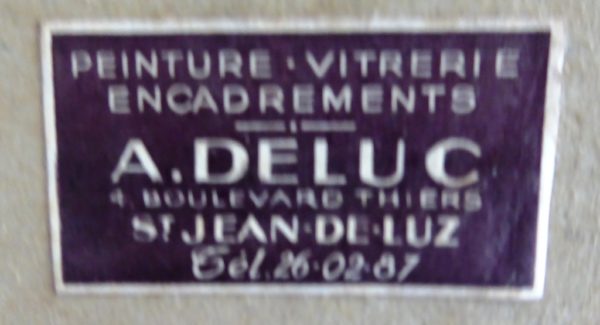 PEINTURE · VITRERIE
ENCADREMENTS
A. DELUC
4, BOULEVARD THIERS
ST JEAN-DE-LUZ
Tél. 26-02-87